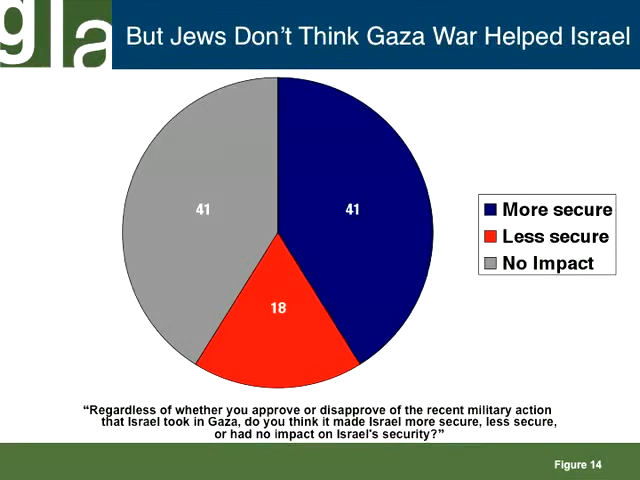 gla
But Jews Don't Think Gaza War Helped Israel
41
41
18
More secure
Less secure
No Impact
“Regardless of whether you approve or disapprove of the recent military action
that Israel took in Gaza, do you think it made Israel more secure, less secure,
or had no impact on Israel's security?”
Figure 14